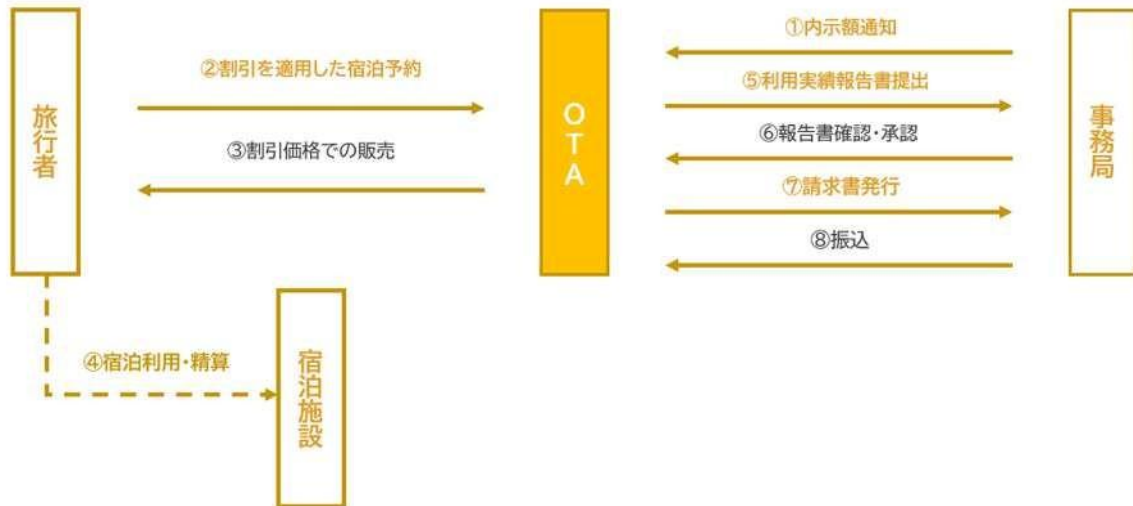 旅行者
②割引を適用した宿泊予約
③割引価格での販売
OTA
①内示額通知
⑤利用実績報告書提出
⑥報告書確認・承認
⑦請求書発行
⑧振込
事務局
④宿泊利用・精算
宿泊施設